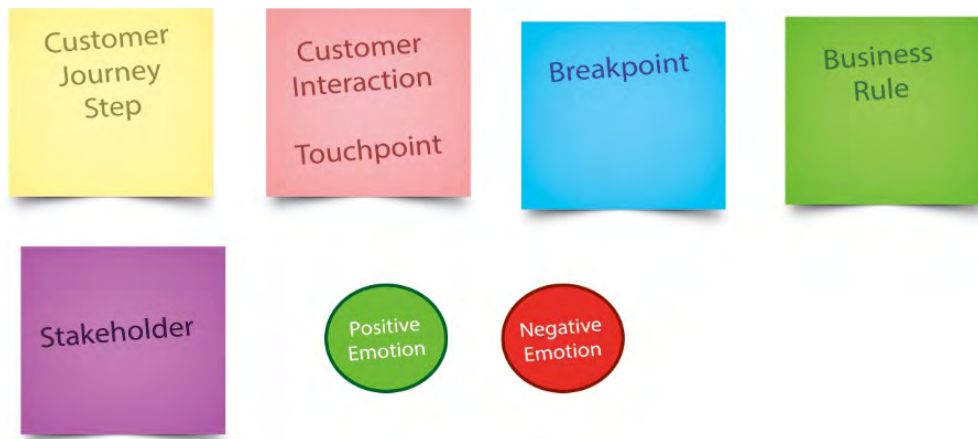 Customer
Journey
Step
Customer
Interaction
Touchpoint
Breakpoint
Business
Rule
Stakeholder
Positive
Emotion
Negative
Emotion